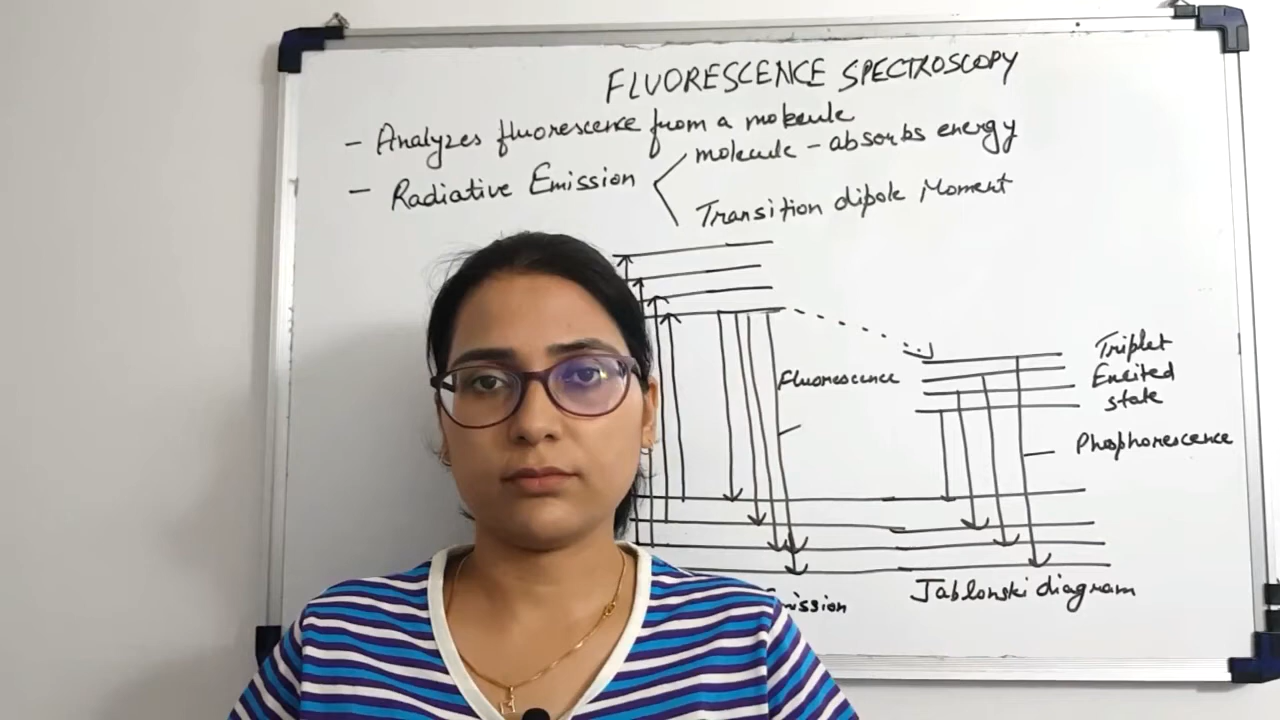 FLUORESCENCE SPECTROSCOPY
- Analyzes fluorescence from a molecule
- Radiative Emission
molecule - absorbs energy
Transition dipole Moment
Fluorescence
Triplet
Excited
state
Phosphorescence
mission
Jablonski diagram